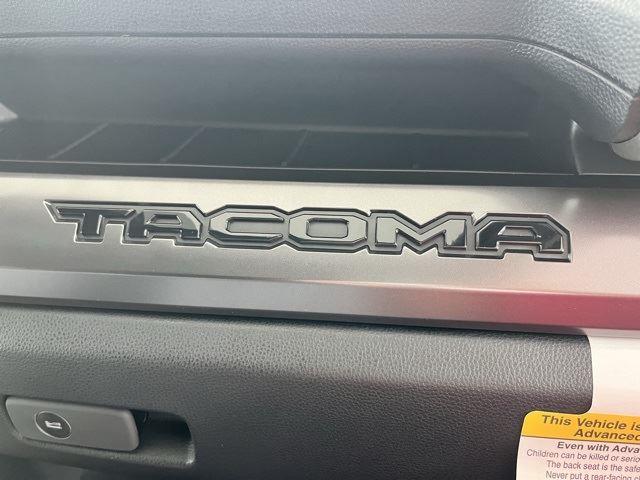 TACOMA
This Vehicle is
Advanced
Even with Adva
Children can be killed or serio
The back seat is the safe
Never put a rear-facing